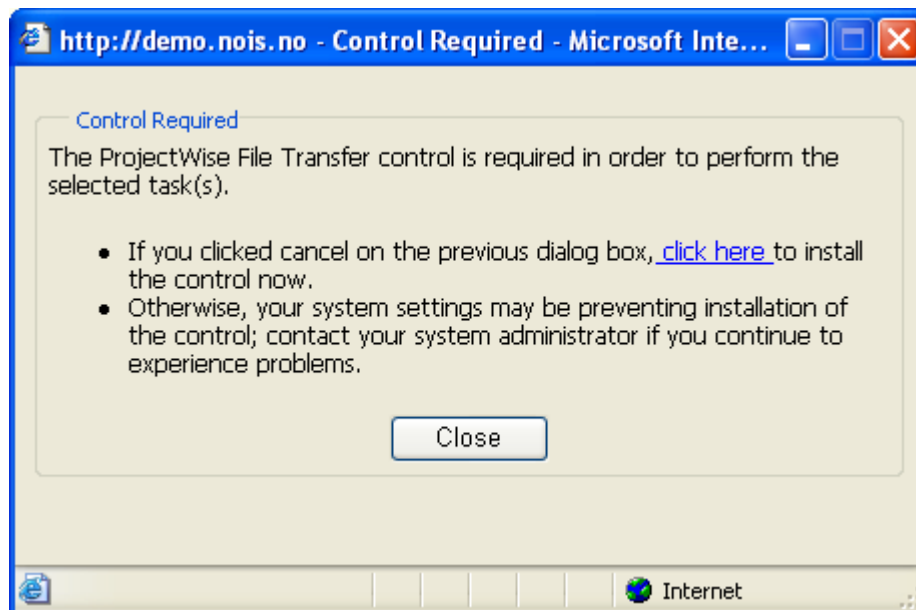 http://demo.nois.no - Control Required - Microsoft Inte...
Control Required
The ProjectWise File Transfer control is required in order to perform the
selected task(s).
• If you clicked cancel on the previous dialog box, click here to install
the control now.
• Otherwise, your system settings may be preventing installation of
the control; contact your system administrator if you continue to
experience problems.
Close
Internet